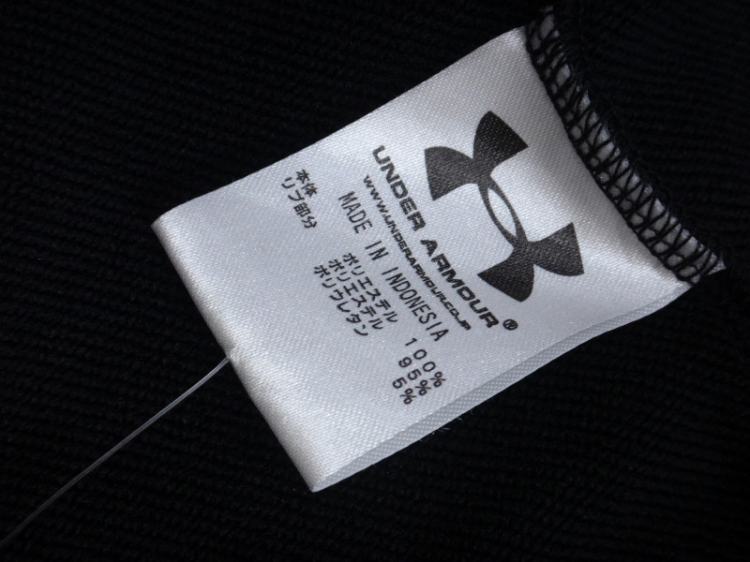 UNDER ARMOUR®
WWW.UNDERARMOUR.CO.JP
MADE IN INDONESIA
本体 ポリエステル 100%
リブ部分 ポリエステル 95%
ポリウレタン 5%